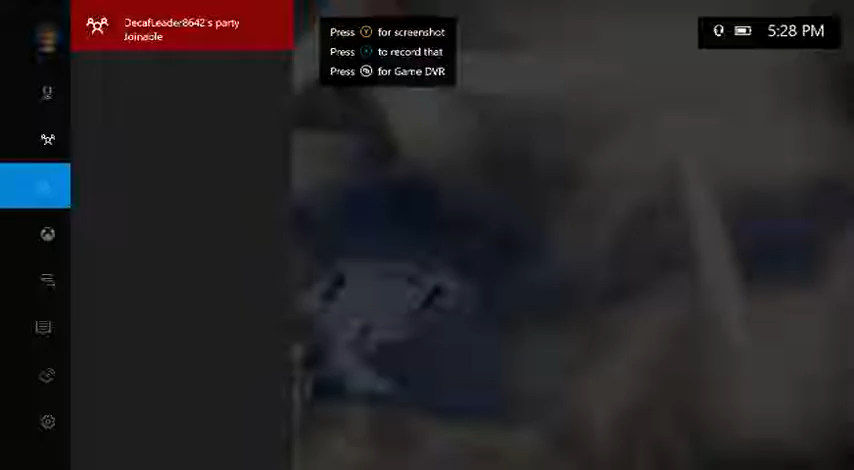 DecafLeader8642's party
Joinable
Press Y for screenshot
Press X to record that
Press for Game DVR
5:28 PM